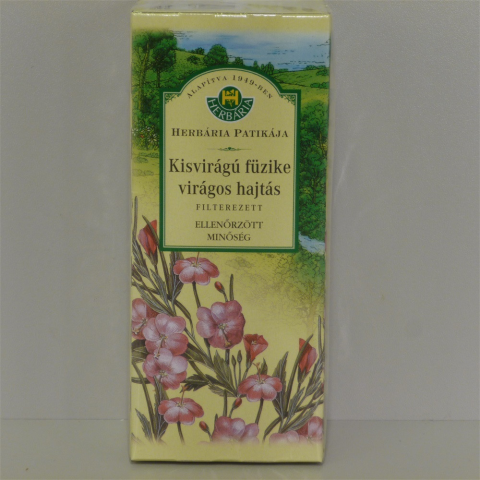 ALAPÍTVA 1949-BEN
HERBÁRIA
HERBÁRIA PATIKÁJA
Kisvirágú füzike
virágos hajtás
FILTEREZETT
ELLENŐRZÖTT
MINŐSÉG